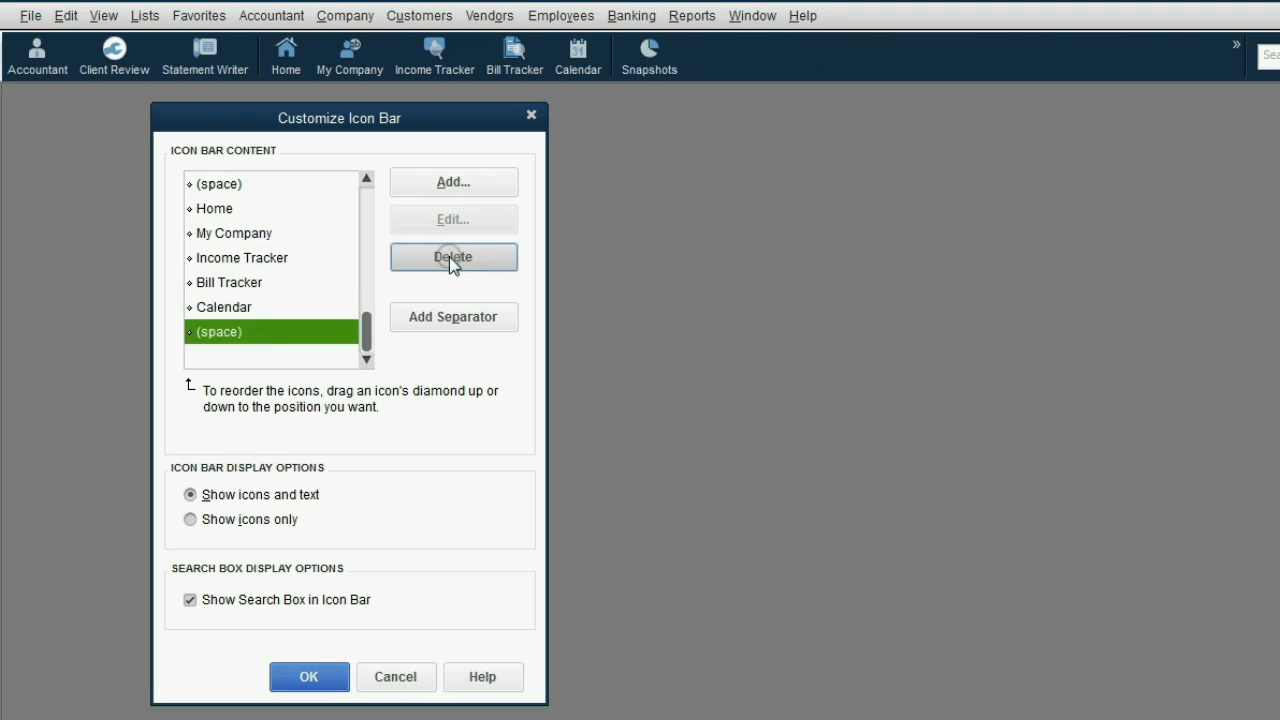 File Edit View Lists Favorites Accountant Company Customers Vendors Employees Banking Reports Window Help
Accountant Client Review Statement Writer Home My Company Income Tracker Bill Tracker Calendar Snapshots » Sea
Customize Icon Bar
ICON BAR CONTENT
(space)
Home
My Company
Income Tracker
Bill Tracker
Calendar
(space)
Add...
Edit...
Delete
Add Separator
To reorder the icons, drag an icon's diamond up or
down to the position you want.
ICON BAR DISPLAY OPTIONS
Show icons and text
Show icons only
SEARCH BOX DISPLAY OPTIONS
Show Search Box in Icon Bar
OK Cancel Help